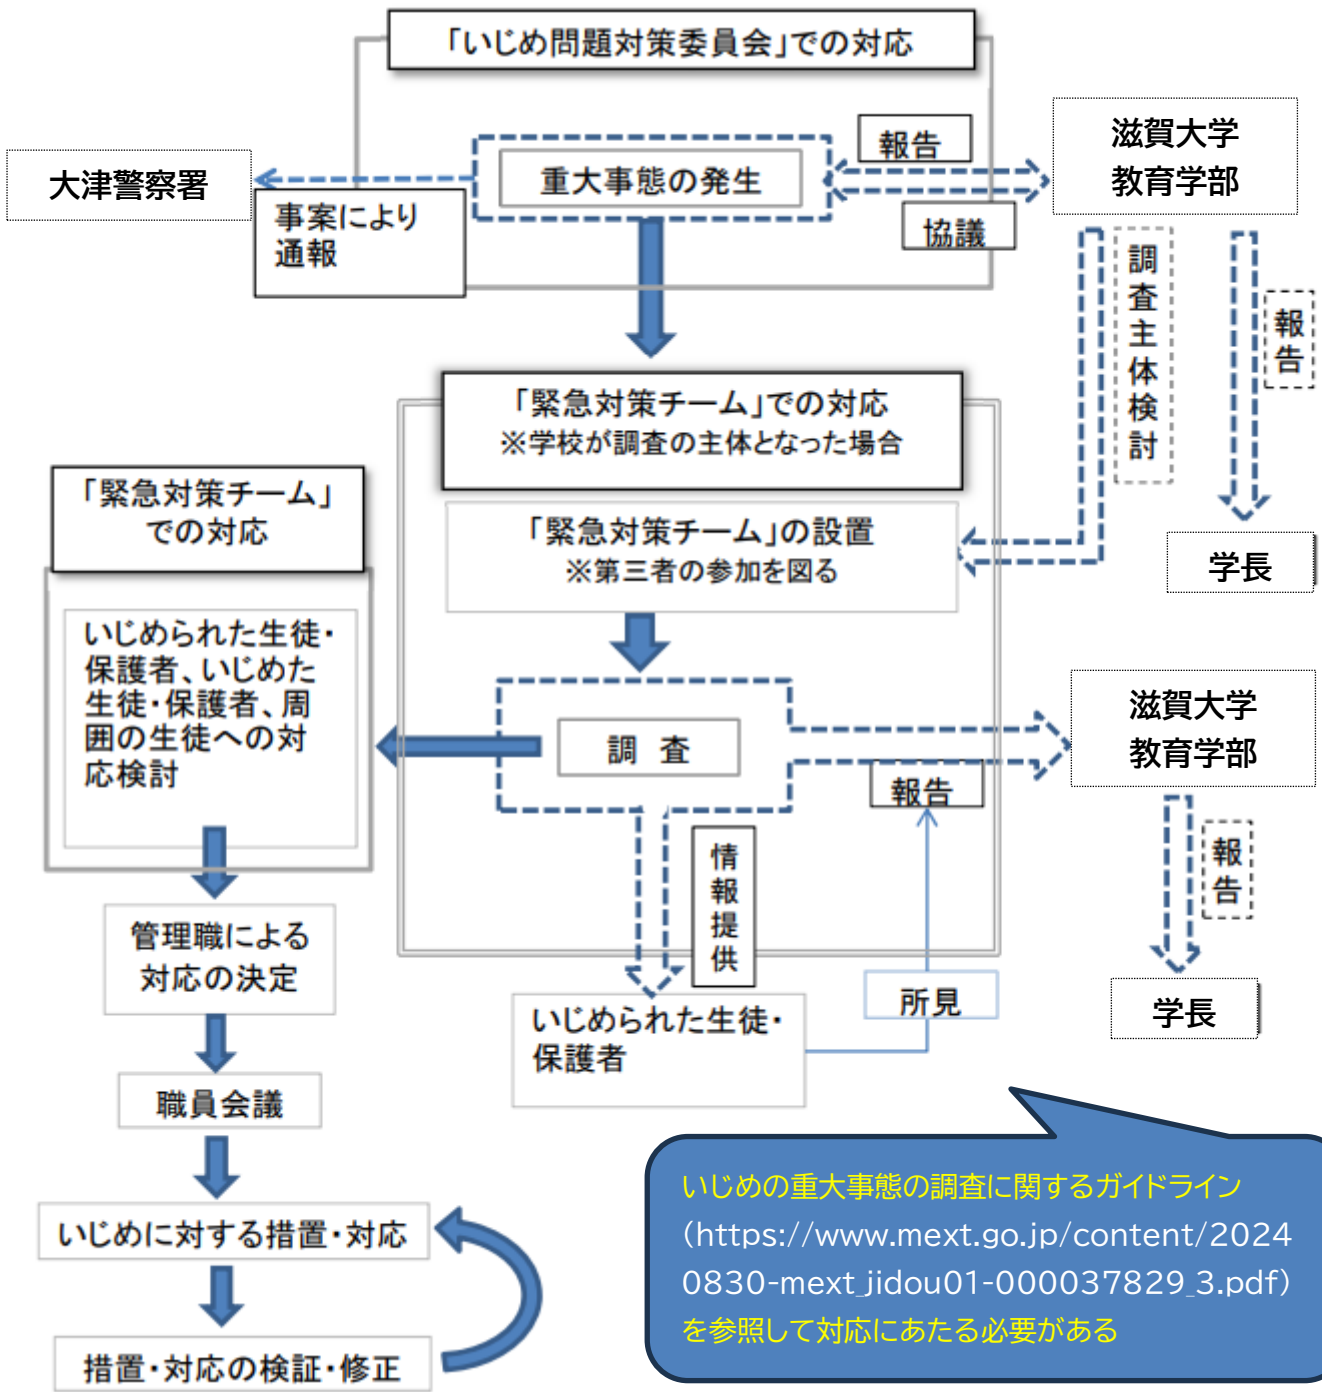 「いじめ問題対策委員会」での対応
報告
滋賀大学
教育学部
大津警察署
重大事態の発生
事案により
通報
協議
調査主体検討
報告
「緊急対策チーム」での対応
※学校が調査の主体となった場合
「緊急対策チーム」
での対応
「緊急対策チーム」の設置
※第三者の参加を図る
学長
いじめられた生徒・
保護者、いじめた
生徒・保護者、周
囲の生徒への対
応検討
調 査
滋賀大学
教育学部
報告
情報提供
報告
管理職による
対応の決定
所見
学長
いじめられた生徒・
保護者
職員会議
いじめに対する措置・対応
措置・対応の検証・修正
いじめの重大事態の調査に関するガイドライン
(https://www.mext.go.jp/content/2024
0830-mext_jidou01-000037829_3.pdf)
を参照して対応にあたる必要がある